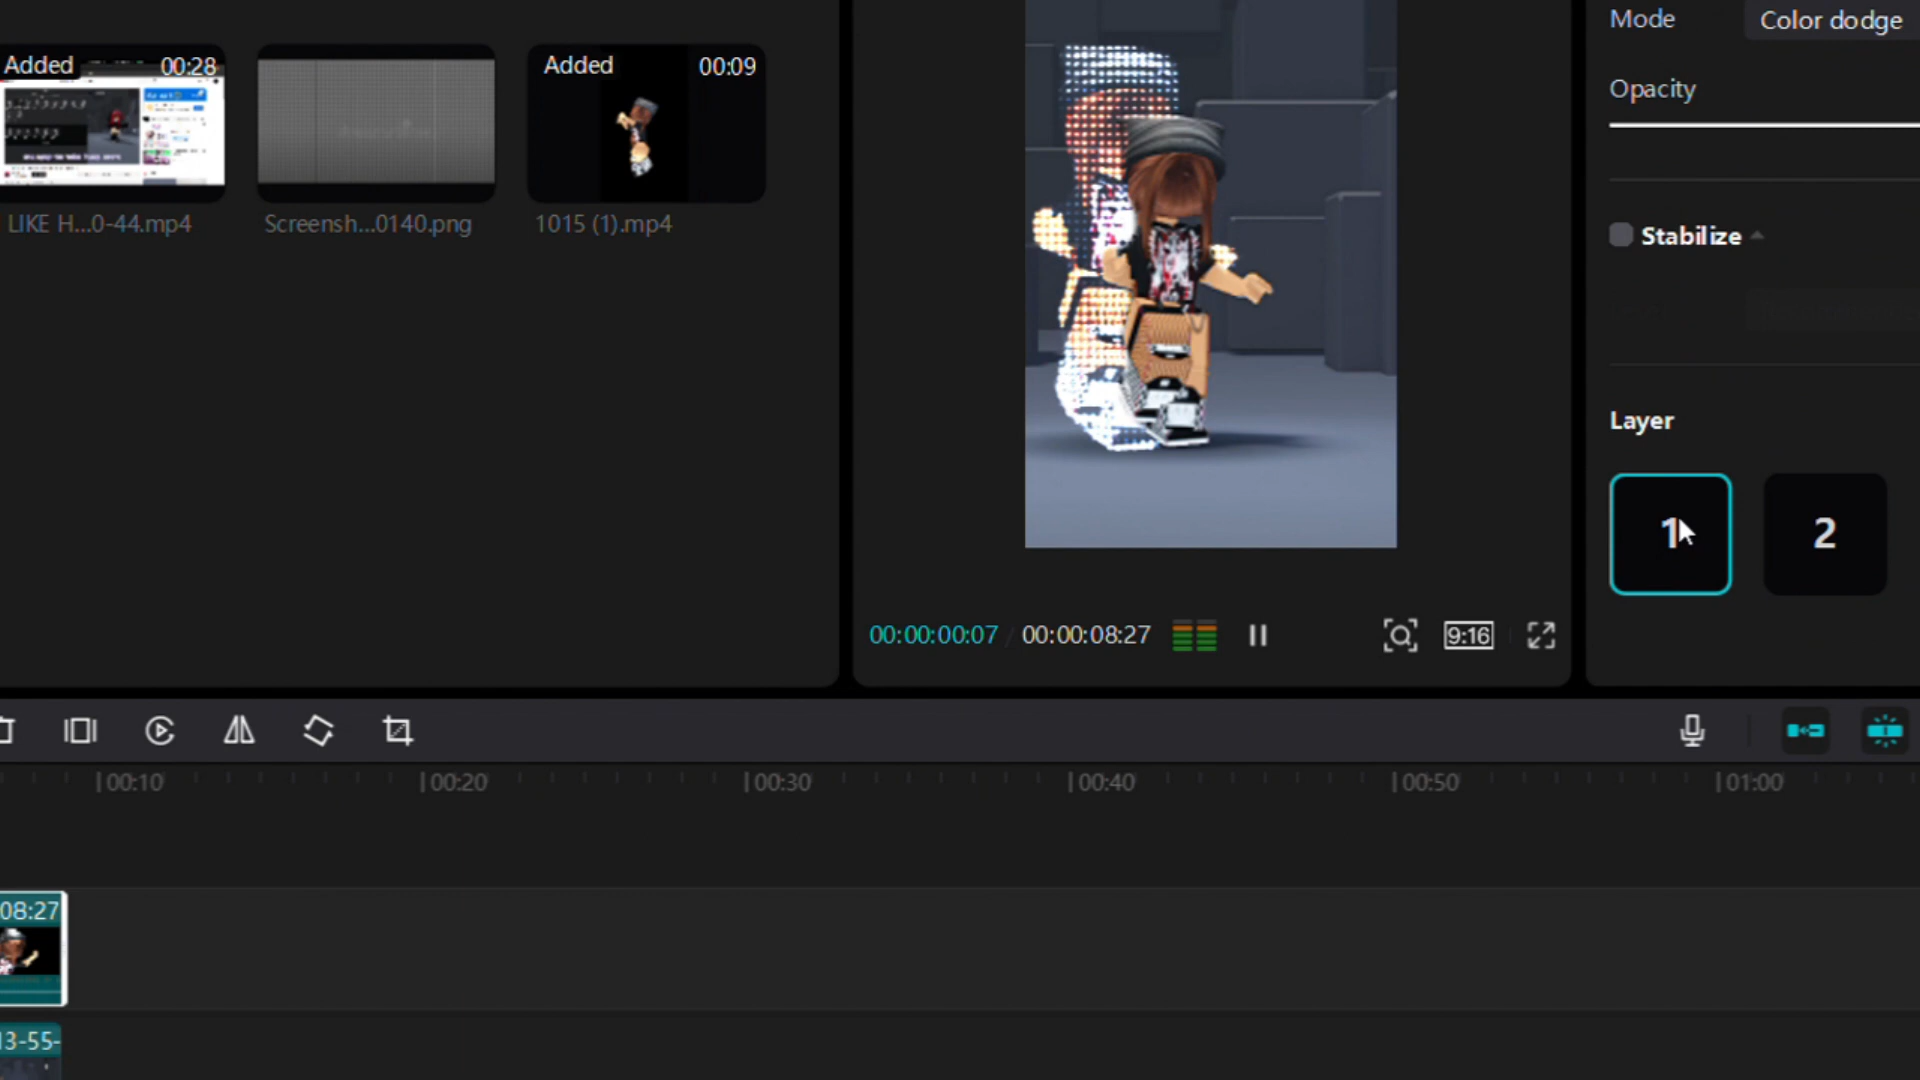 Added 00:28
LIKE H...0-44.mp4
Screensh...0140.png
Added 00:09
1015 (1).mp4
00:00:00:07 / 00:00:08:27
9:16
Mode Color dodge
Opacity
Stabilize
Layer
1 2
00:10 00:20 00:30 00:40 00:50 01:00
08:27
13-55-